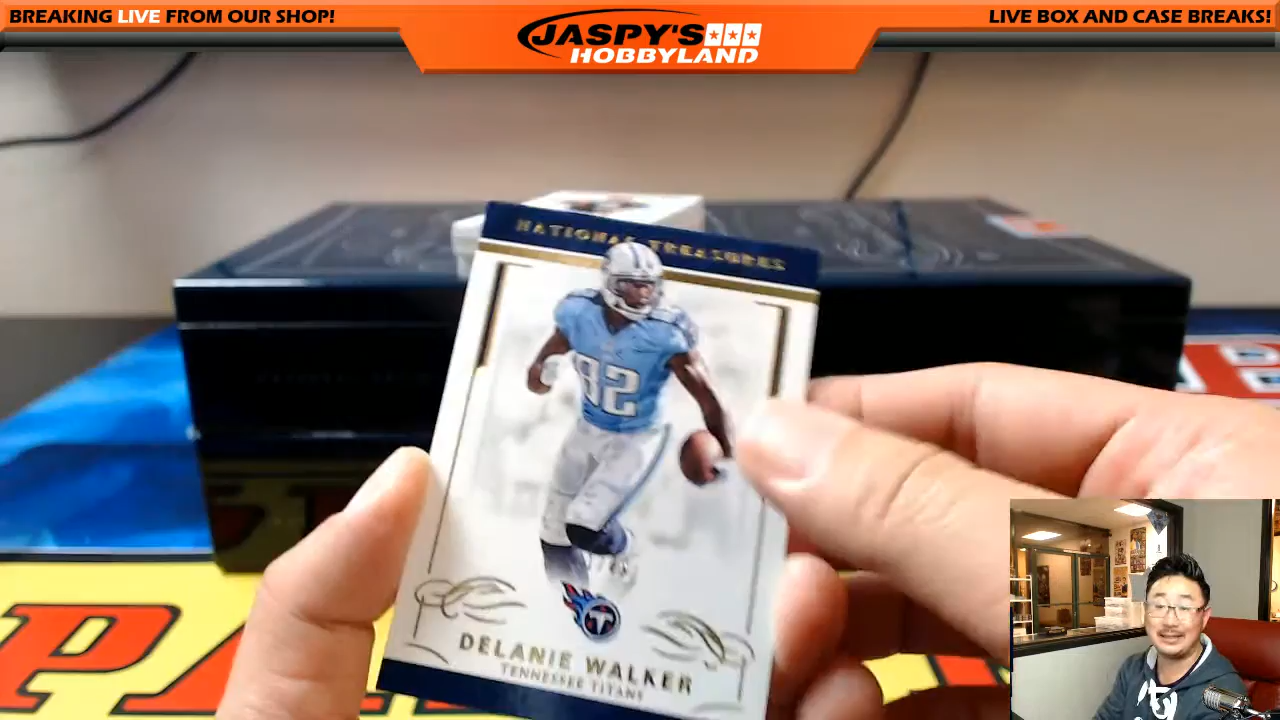 BREAKING LIVE FROM OUR SHOP!
JASPY'S
HOBBYLAND
LIVE BOX AND CASE BREAKS!
NATIONAL TREASURES
82
T
DELANIE WALKER
TENNESSEE TITANS
PA